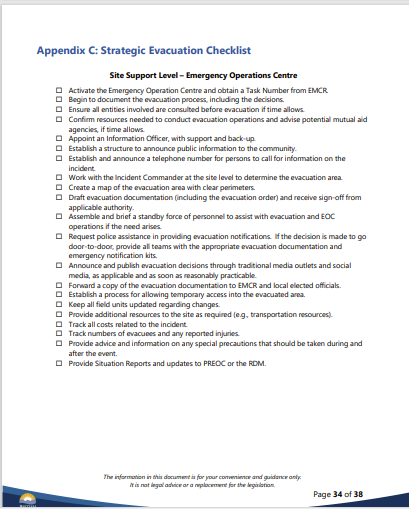 Appendix C: Strategic Evacuation Checklist
Site Support Level – Emergency Operations Centre
☐ Activate the Emergency Operation Centre and obtain a Task Number from EMCR.
☐ Begin to document the evacuation process, including the decisions.
☐ Ensure all entities involved are consulted before evacuation if time allows.
☐ Confirm resources needed to conduct evacuation operations and advise potential mutual aid
agencies, if time allows.
☐ Appoint an Information Officer, with support and back-up.
☐ Establish a structure to announce public information to the community.
☐ Establish and announce a telephone number for persons to call for information on the
incident.
☐ Work with the Incident Commander at the site level to determine the evacuation area.
☐ Create a map of the evacuation area with clear perimeters.
☐ Draft evacuation documentation (including the evacuation order) and receive sign-off from
applicable authority.
☐ Assemble and brief a standby force of personnel to assist with evacuation and EOC
operations if the need arises.
☐ Request police assistance in providing evacuation notifications. If the decision is made to go
door-to-door, provide all teams with the appropriate evacuation documentation and
emergency notification kits.
☐ Announce and publish evacuation decisions through traditional media outlets and social
media, as applicable and as soon as reasonably practicable.
☐ Forward a copy of the evacuation documentation to EMCR and local elected officials.
☐ Establish a process for allowing temporary access into the evacuated area.
☐ Keep all field units updated regarding changes.
☐ Provide additional resources to the site as required (e.g., transportation resources).
☐ Track all costs related to the incident.
☐ Track numbers of evacuees and any reported injuries.
☐ Provide advice and information on any special precautions that should be taken during and
after the event.
☐ Provide Situation Reports and updates to PREOC or the RDM.
The information in this document is for your convenience and guidance only.
It is not legal advice or a replacement for the legislation.
Page 34 of 38